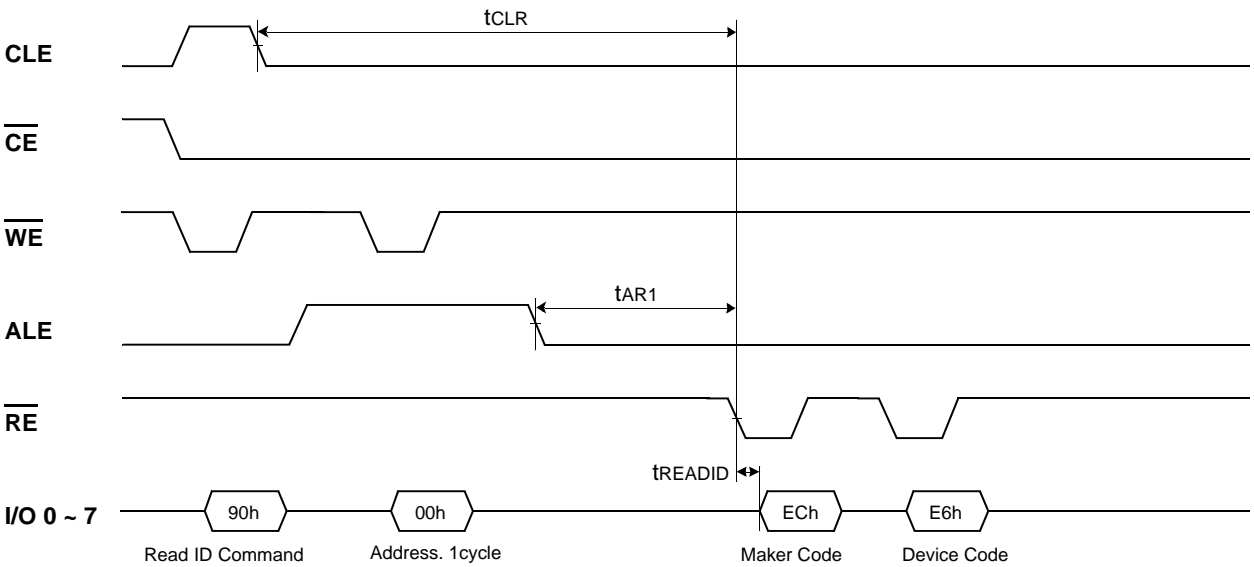 tCLR
CLE
CE
WE
tAR1
ALE
RE
tREADID
I/O 0 ~ 7
90h
00h
ECh
E6h
Read ID Command
Address. 1cycle
Maker Code
Device Code